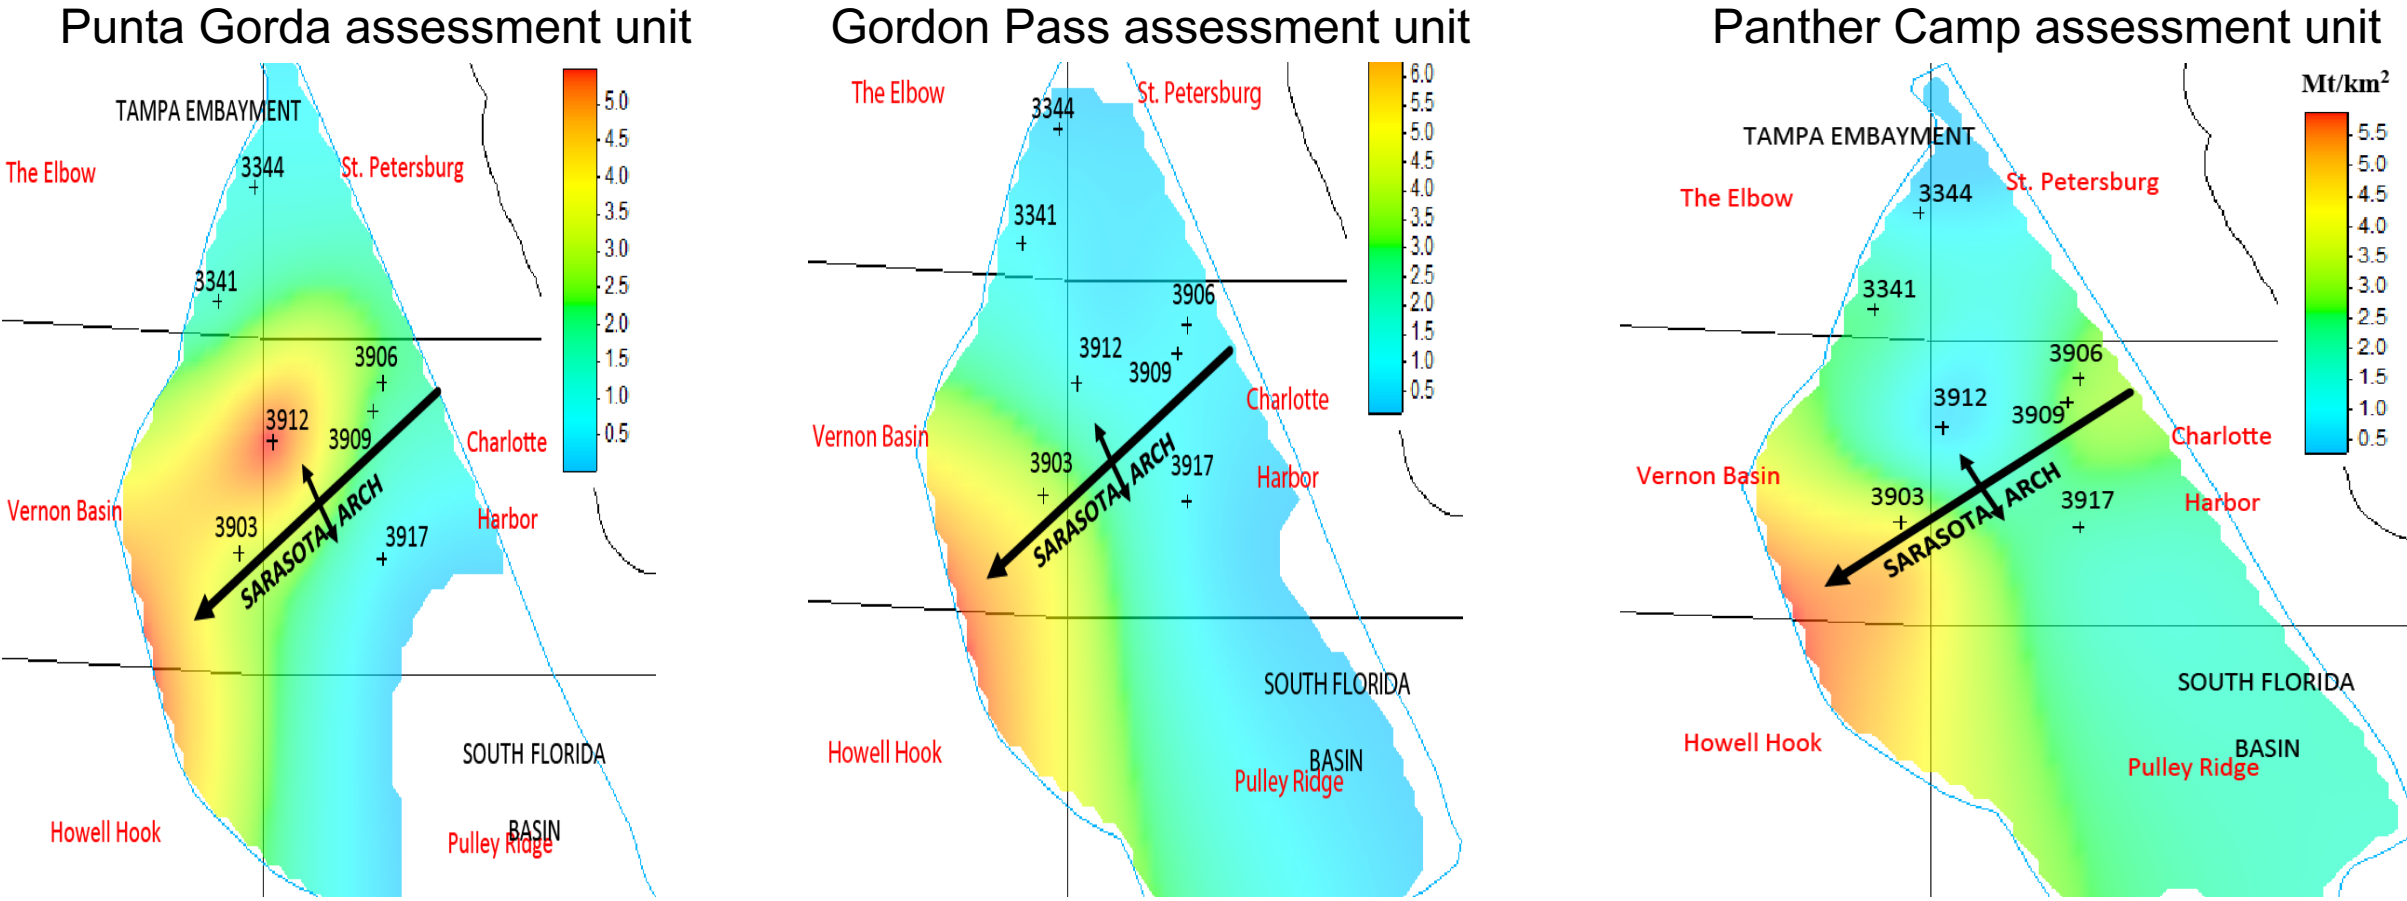 Punta Gorda assessment unit
TAMPA EMBAYMENT
3344
The Elbow
St. Petersburg
3341
3906
3912
3909
Charlotte
Vernon Basin
Harbor
3903
3917
SARASOTA ARCH
SOUTH FLORIDA
BASIN
Howell Hook
Pulley Ridge
5.0
4.5
4.0
3.5
3.0
2.5
2.0
1.5
1.0
0.5
Gordon Pass assessment unit
The Elbow
St. Petersburg
3344
3341
3906
3912
3909
Charlotte
Vernon Basin
3903
3917
Harbor
SARASOTA ARCH
SOUTH FLORIDA
BASIN
Howell Hook
Pulley Ridge
6.0
5.5
5.0
4.5
4.0
3.5
3.0
2.5
2.0
1.5
1.0
0.5
Panther Camp assessment unit
Mt/km²
TAMPA EMBAYMENT
3344
St. Petersburg
The Elbow
3341
3906
3912
3909
Charlotte
Vernon Basin
3903
3917
Harbor
SARASOTA ARCH
SOUTH FLORIDA
BASIN
Howell Hook
Pulley Ridge
5.5
5.0
4.5
4.0
3.5
3.0
2.5
2.0
1.5
1.0
0.5